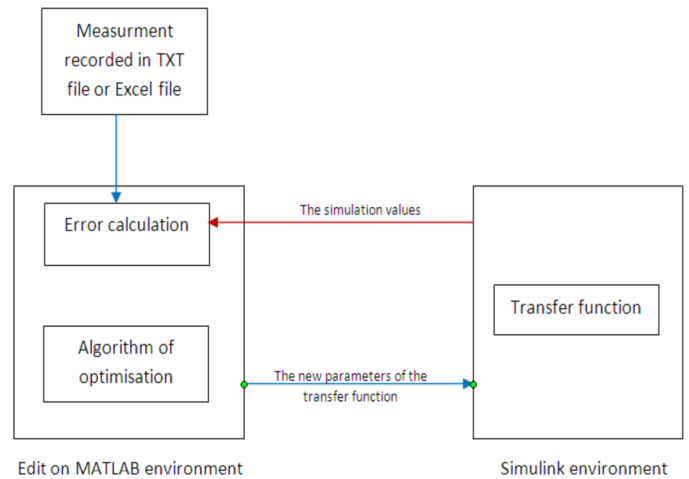 Measurment
recorded in TXT
file or Excel file
Error calculation
The simulation values
Transfer function
Algorithm of
optimisation
The new parameters of the
transfer function
Edit on MATLAB environment
Simulink environment